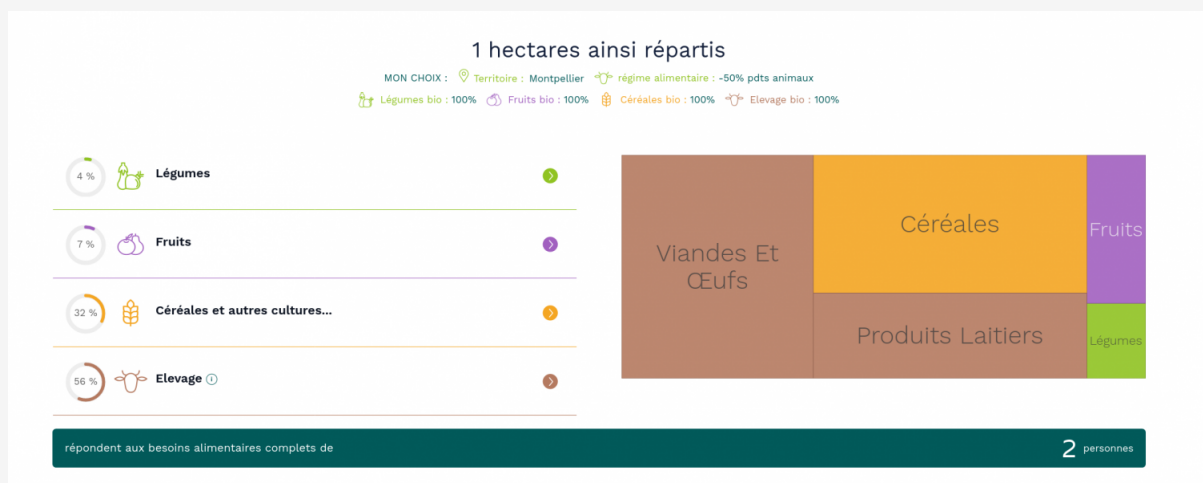 1 hectares ainsi répartis
MON CHOIX : Territoire : Montpellier régime alimentaire : -50% pdts animaux
Légumes bio : 100% Fruits bio : 100% Céréales bio : 100% Elevage bio : 100%
4 % Légumes
7 % Fruits
32 % Céréales et autres cultures...
56 % Elevage i
Viandes Et
Œufs
Céréales
Produits Laitiers
Fruits
Légumes
répondent aux besoins alimentaires complets de 2 personnes